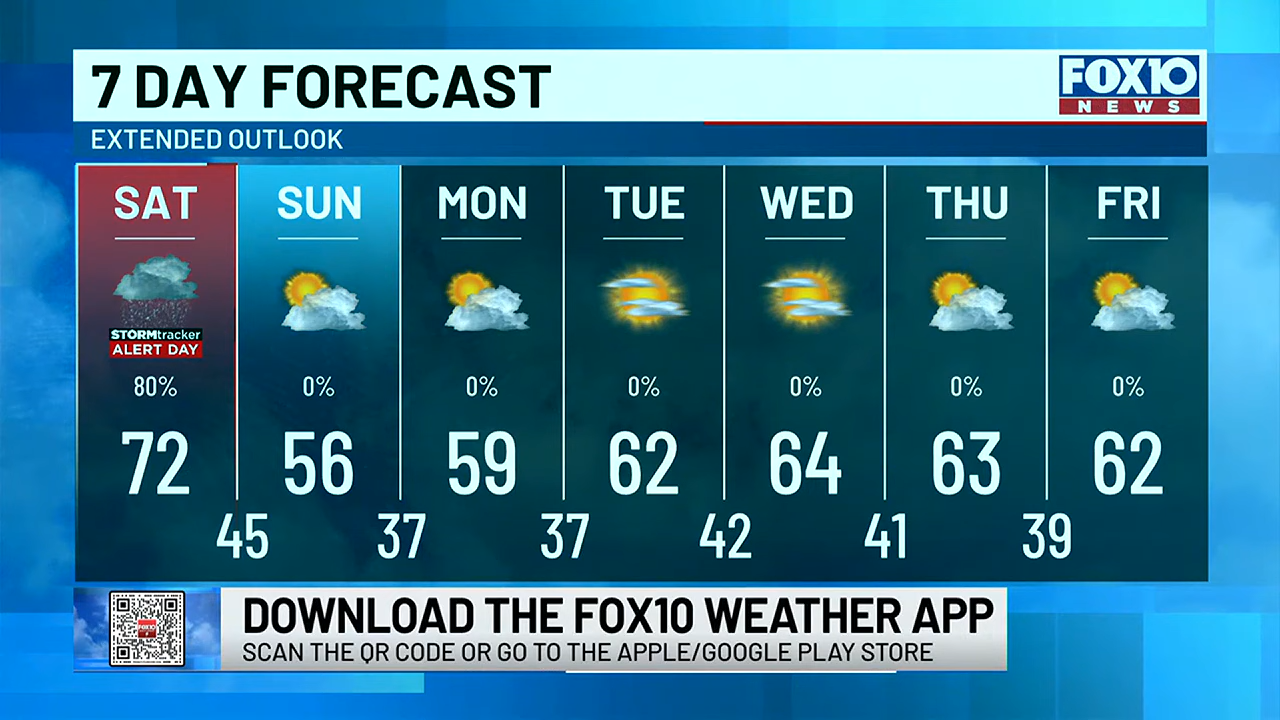 7 DAY FORECAST
FOX10
NEWS
EXTENDED OUTLOOK
SAT SUN MON TUE WED THU FRI
STORMtracker
ALERT DAY
80% 0% 0% 0% 0% 0% 0%
72 56 59 62 64 63 62
45 37 37 42 41 39
DOWNLOAD THE FOX10 WEATHER APP
SCAN THE QR CODE OR GO TO THE APPLE/GOOGLE PLAY STORE